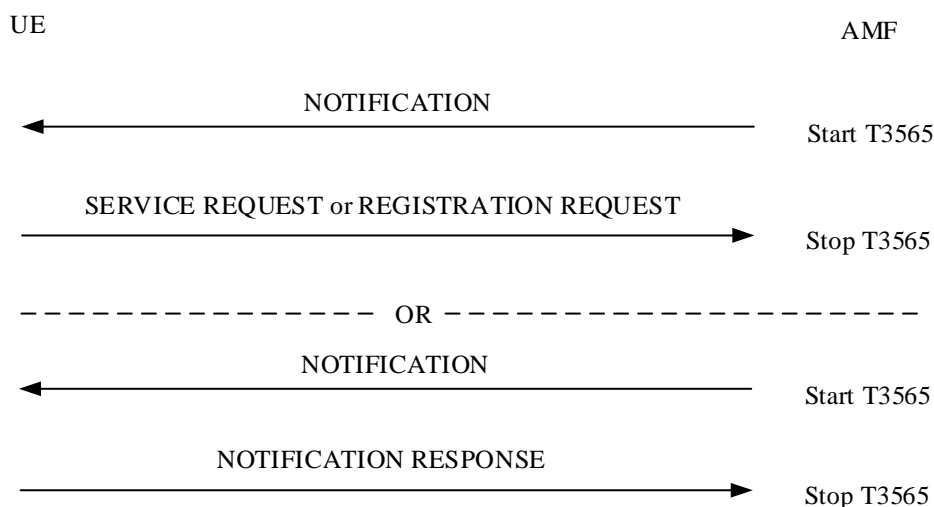 UE
AMF
NOTIFICATION
Start T3565
SERVICE REQUEST or REGISTRATION REQUEST
Stop T3565
OR
NOTIFICATION
Start T3565
NOTIFICATION RESPONSE
Stop T3565